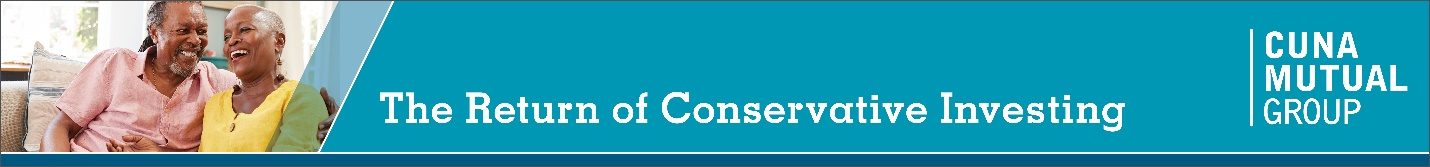 The Return of Conservative Investing
CUNA
MUTUAL
GROUP